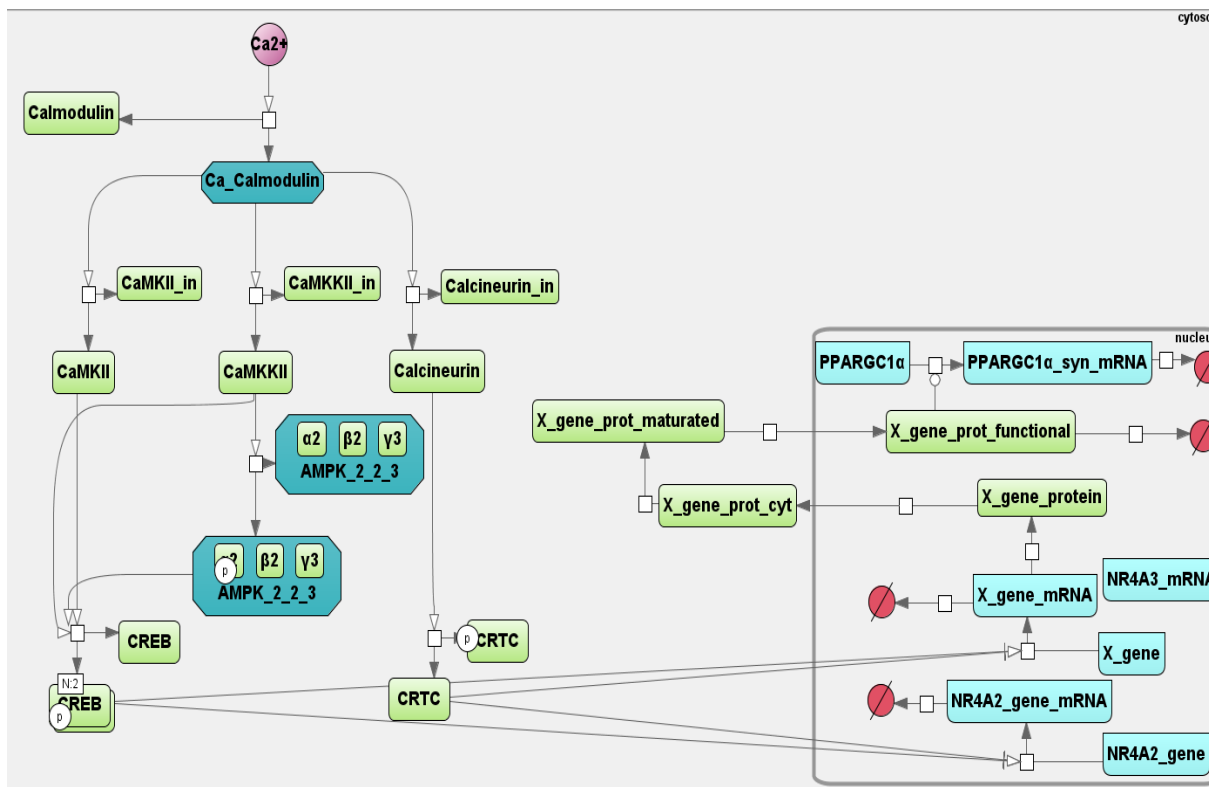 cytoso
Ca2+
Calmodulin
Ca_Calmodulin
CaMKII_in
CaMKKII_in
Calcineurin_in
nucleu
CaMKII
CaMKKII
Calcineurin
PPARGC1α
PPARGC1α_syn_mRNA
X_gene_prot_maturated
X_gene_prot_functional
α2
β2
γ3
AMPK_2_2_3
X_gene_prot_cyt
X_gene_protein
α2
β2
γ3
p
AMPK_2_2_3
NR4A3_mRNA
X_gene_mRNA
CREB
p
CRTC
X_gene
N:2
CREB
p
CRTC
NR4A2_gene_mRNA
NR4A2_gene